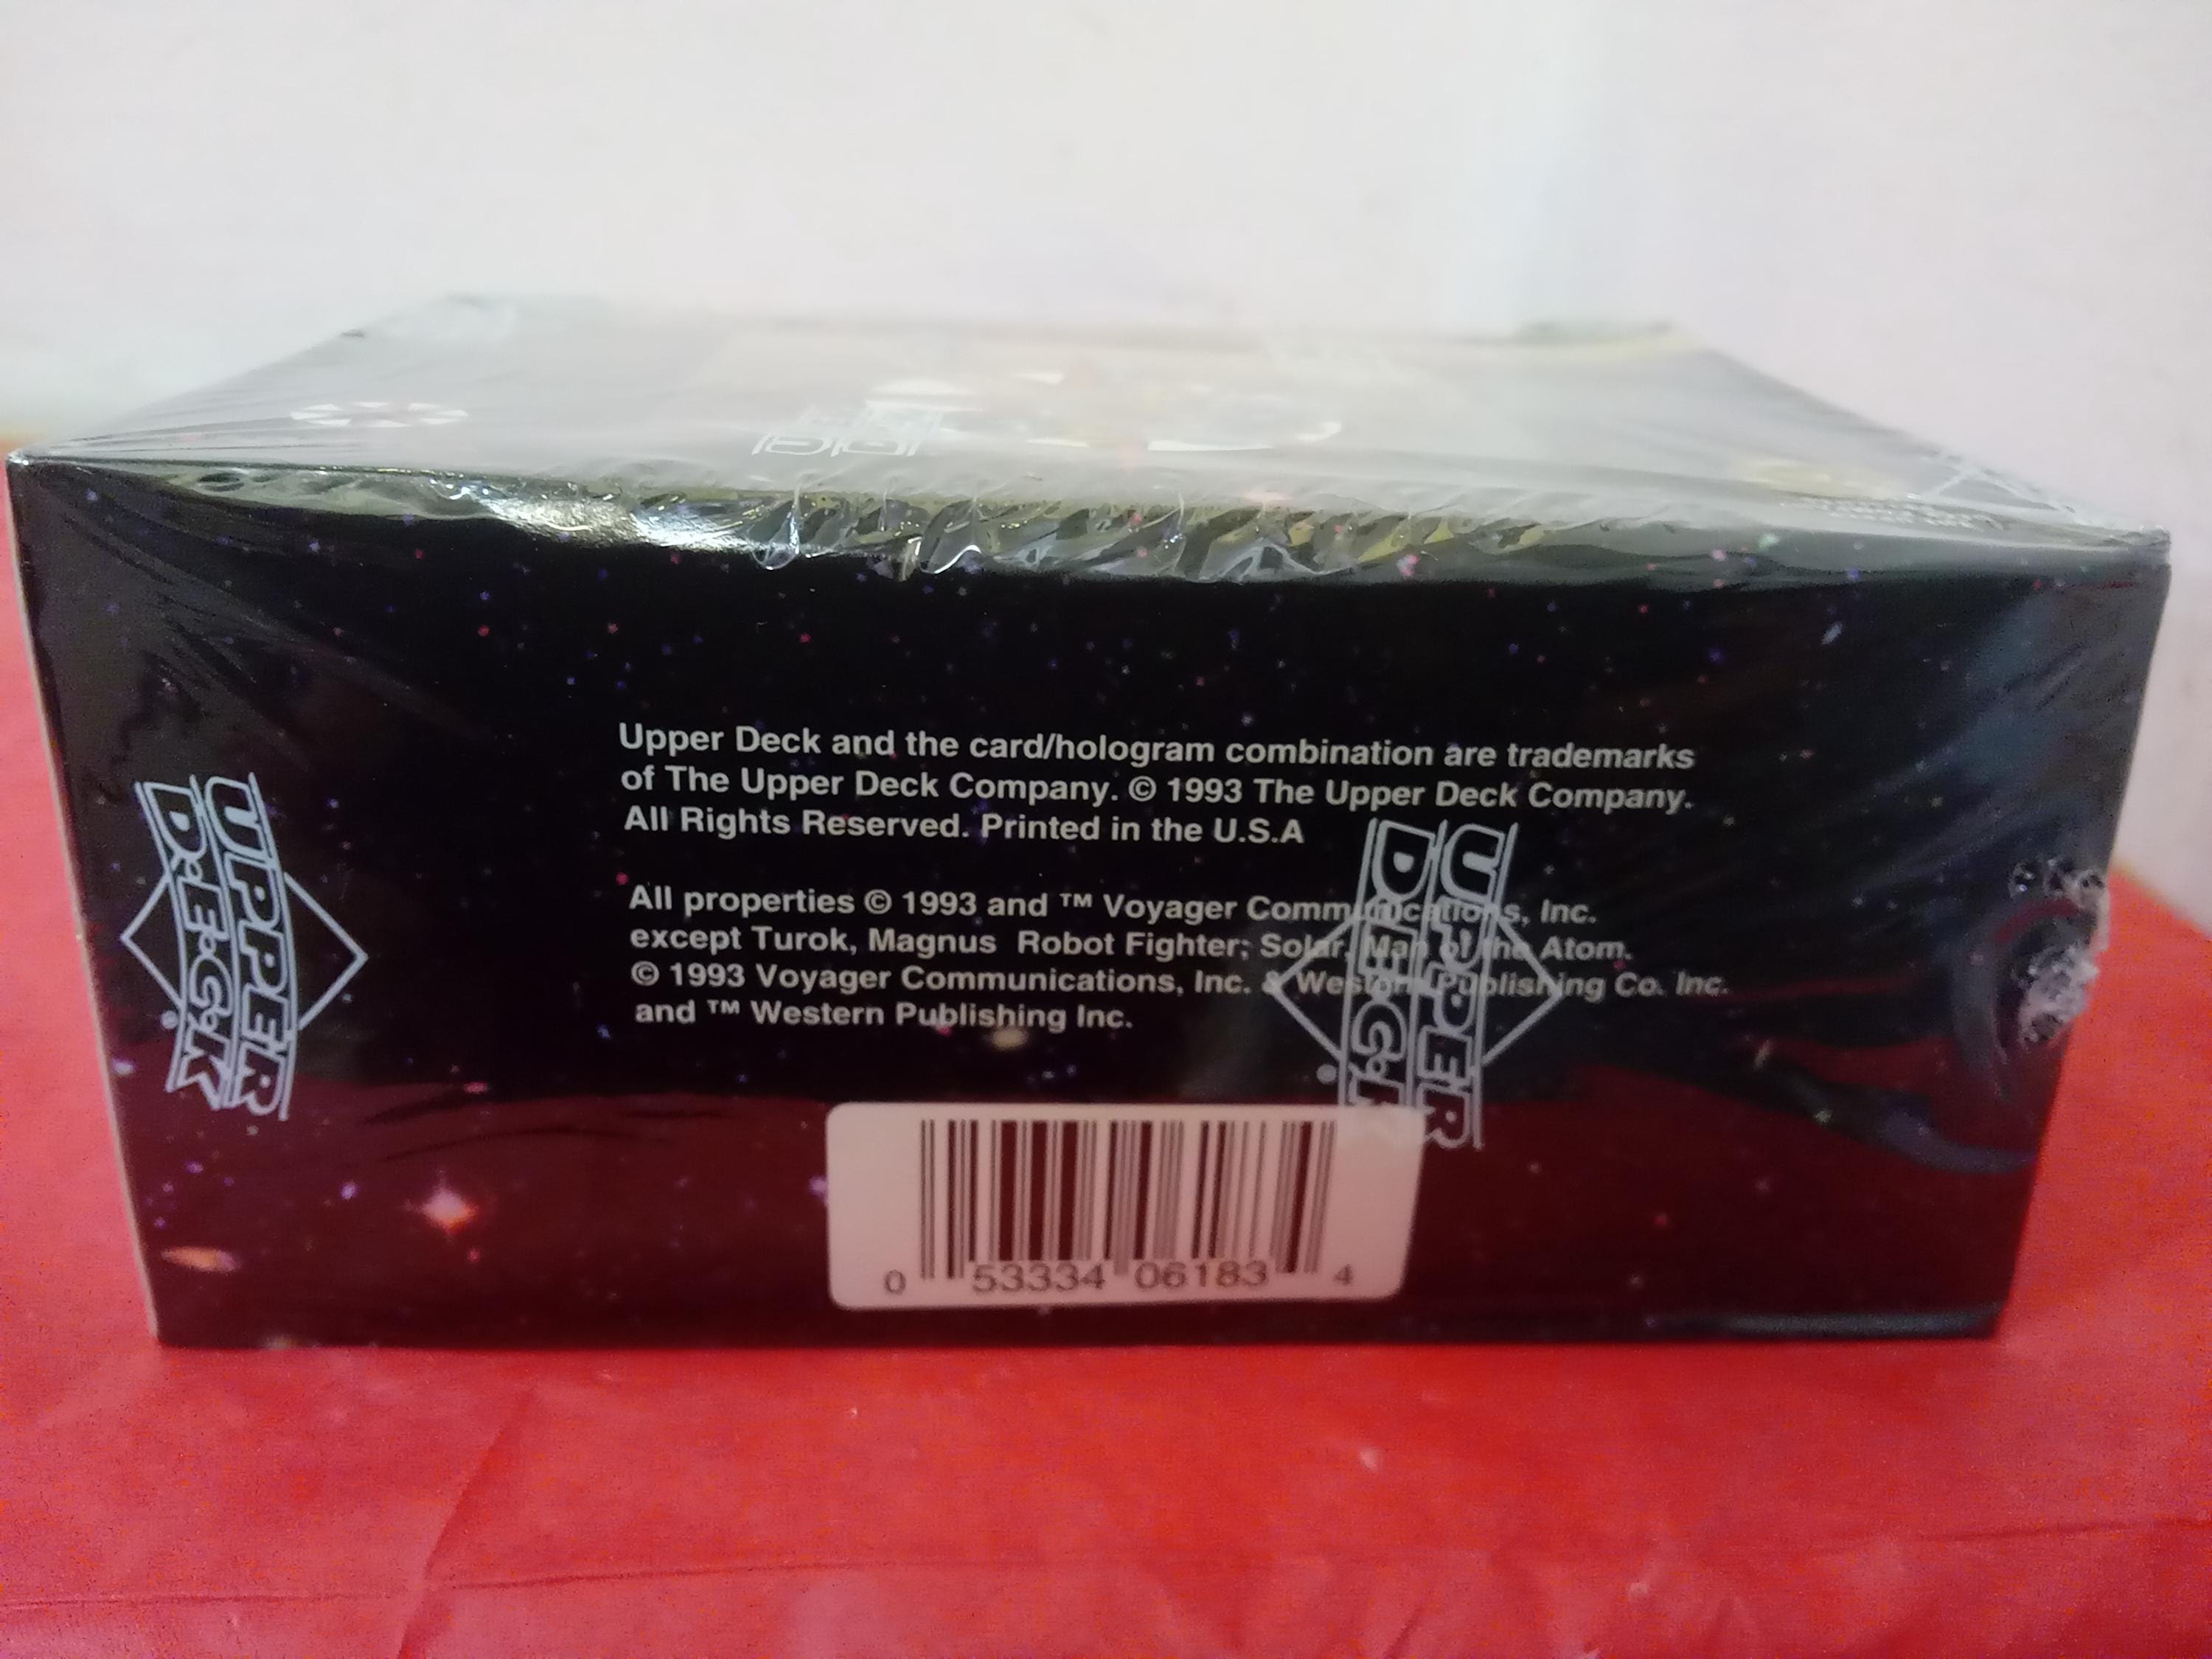 Upper Deck and the card/hologram combination are trademarks
of The Upper Deck Company. © 1993 The Upper Deck Company.
All Rights Reserved. Printed in the U.S.A
All properties © 1993 and ™ Voyager Communications, Inc.
except Turok, Magnus Robot Fighter; Solar, Man of the Atom.
© 1993 Voyager Communications, Inc. & Western Publishing Co. Inc.
and ™ Western Publishing Inc.
UPPER
D.E.C.K
UPPER
D.E.C.K
0 53334 06183 4